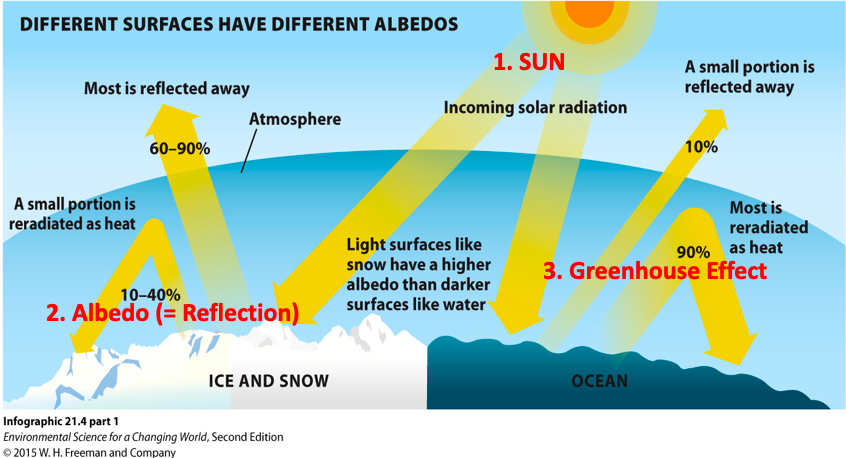 DIFFERENT SURFACES HAVE DIFFERENT ALBEDOS
1. SUN
A small portion is
reflected away
Most is reflected away
Incoming solar radiation
Atmosphere
60–90%
10%
A small portion is
reradiated as heat
Most is
reradiated
as heat
Light surfaces like
snow have a higher
albedo than darker
surfaces like water
90%
3. Greenhouse Effect
10–40%
2. Albedo (= Reflection)
ICE AND SNOW
OCEAN
Infographic 21.4 part 1
Environmental Science for a Changing World, Second Edition
© 2015 W. H. Freeman and Company